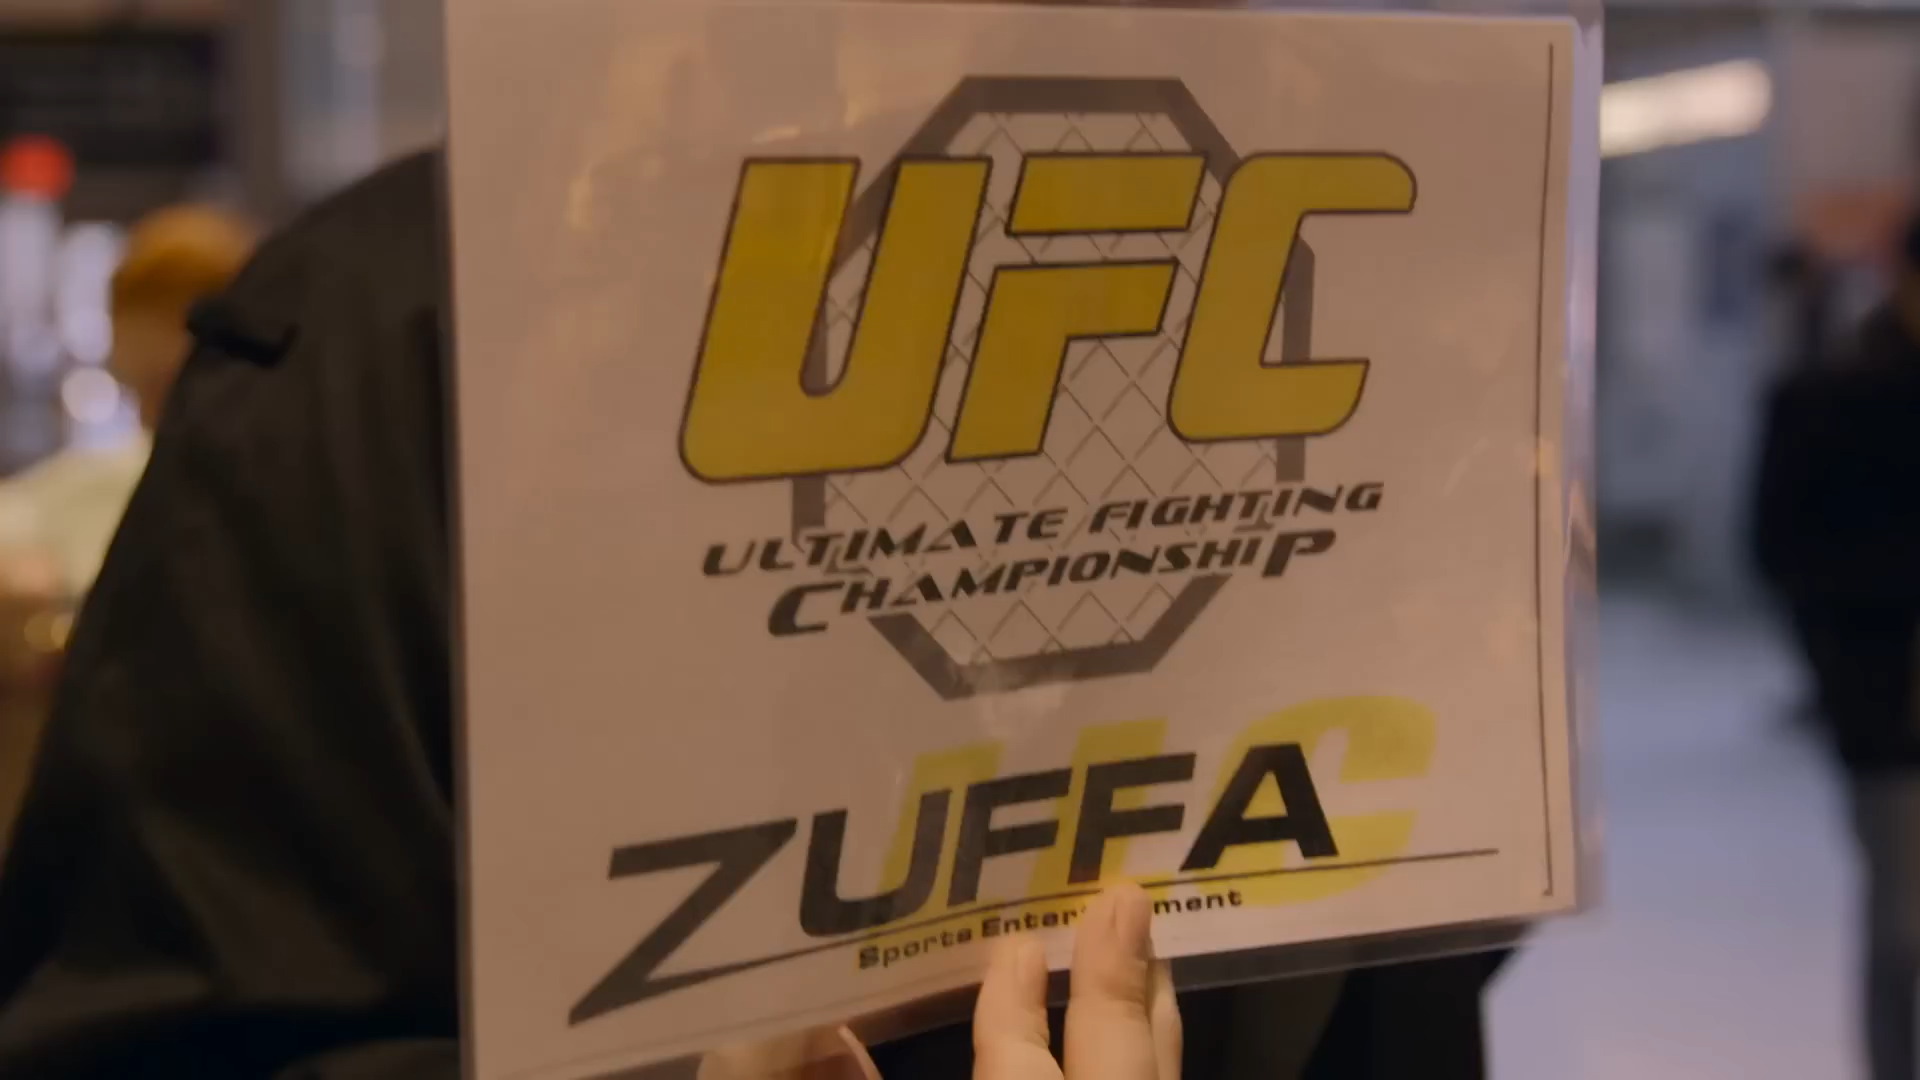 UFC
ULTIMATE FIGHTING
CHAMPIONSHIP
ZUFFA
Sports